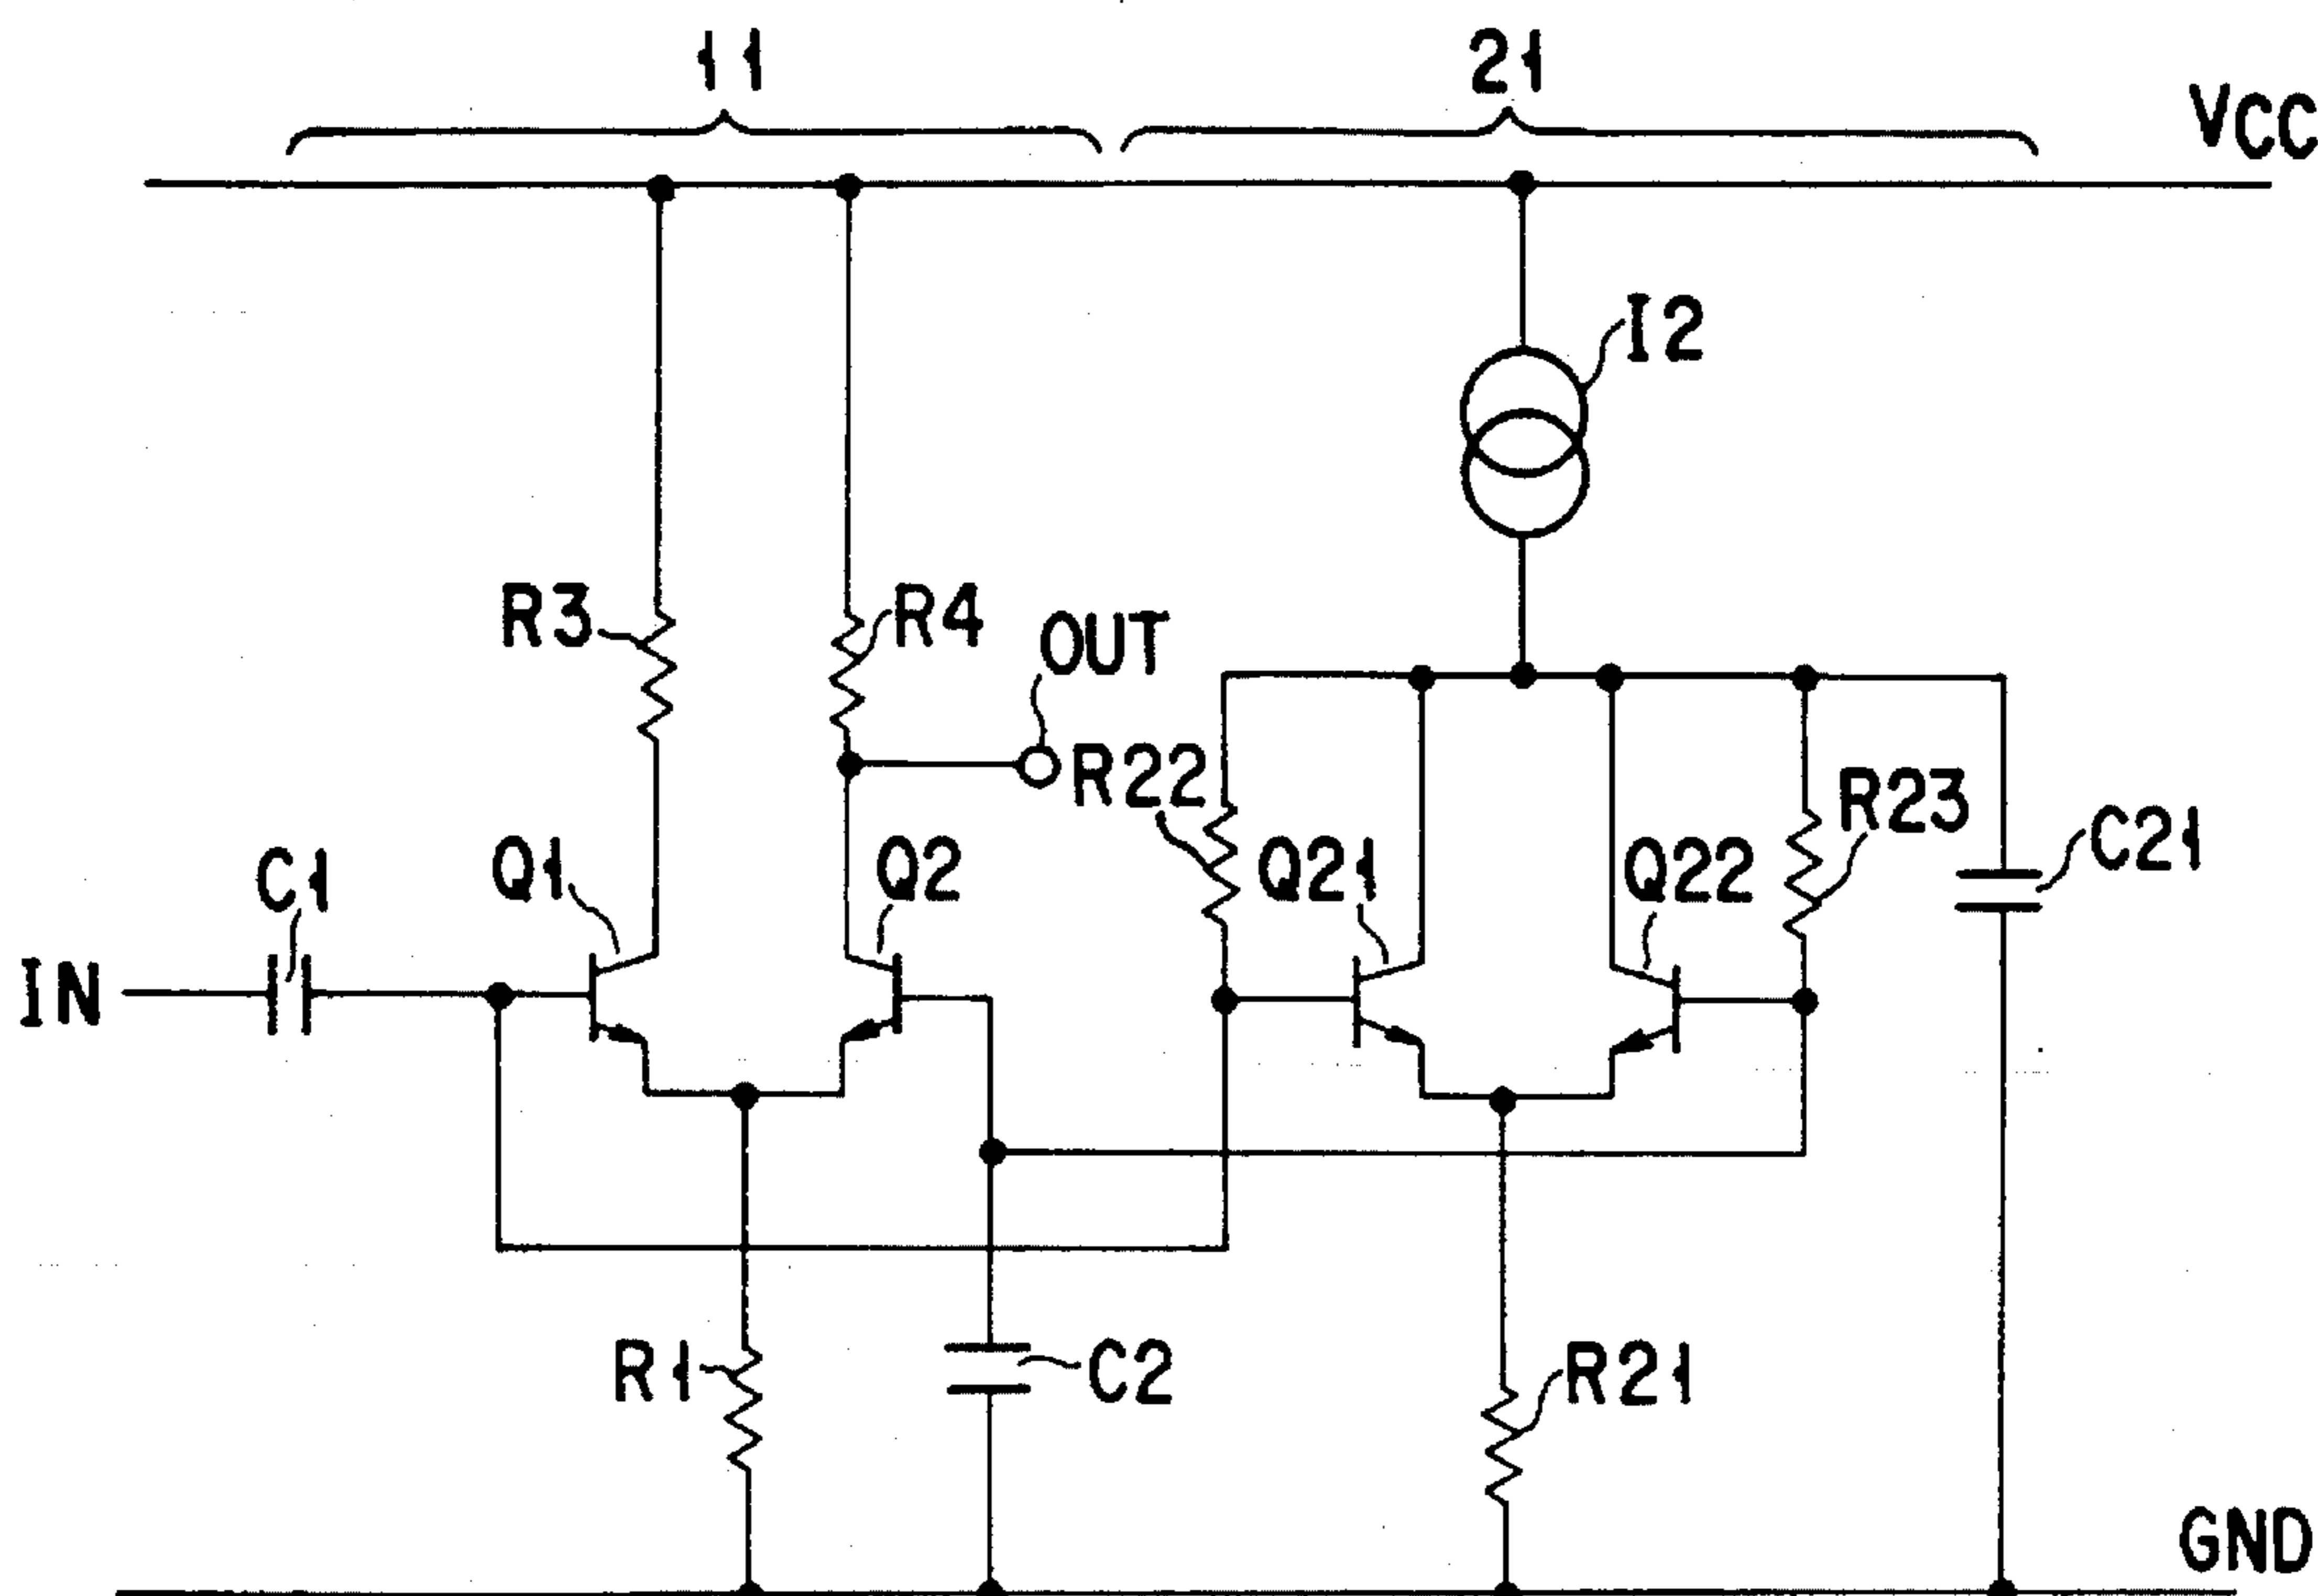 11
21
VCC
I2
R3
R4
OUT
R22
R23
C21
C1
Q1
Q2
Q21
Q22
IN
R1
C2
R21
GND